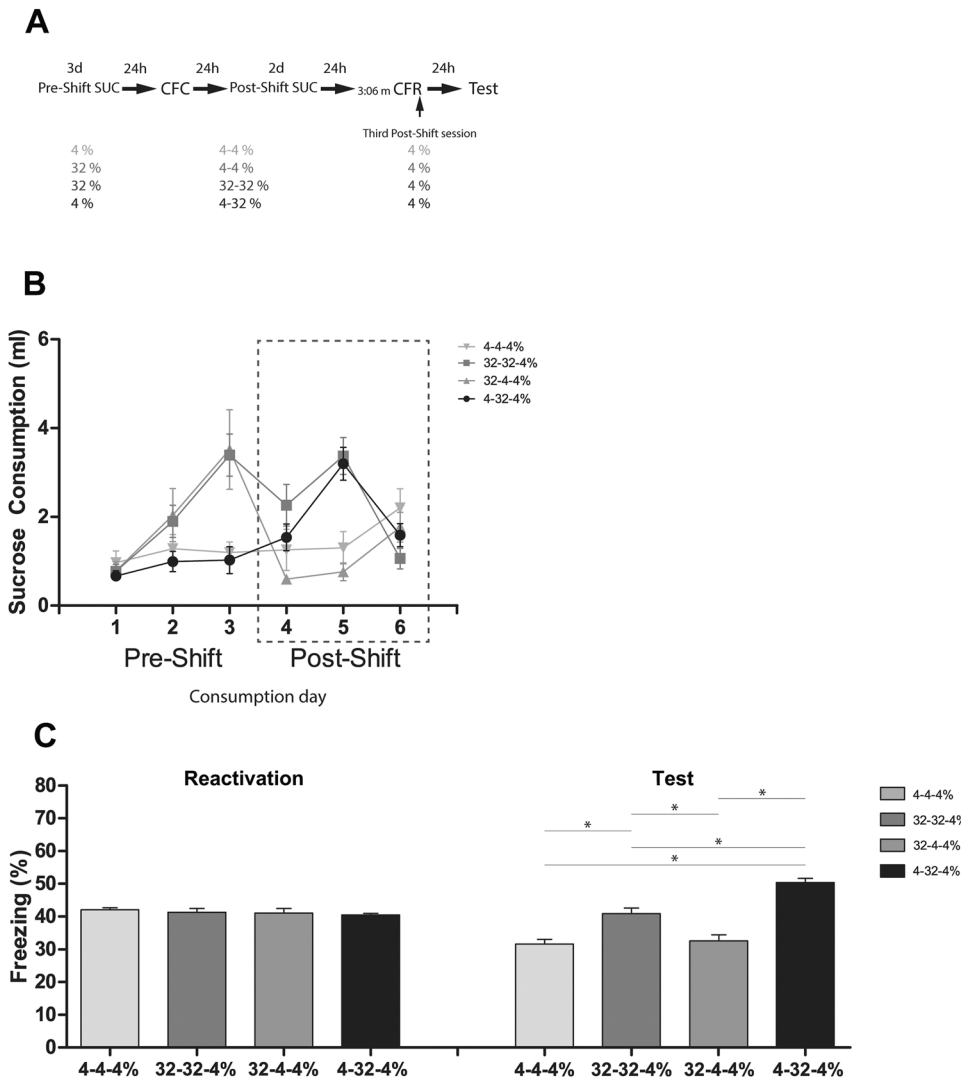 A
3d 24h 24h 2d 24h 24h
Pre-Shift SUC CFC Post-Shift SUC 3:06 m CFR Test
Third Post-Shift session
4 % 4-4 % 4 %
32 % 4-4 % 4 %
32 % 32-32 % 4 %
4 % 4-32 % 4 %
B
Sucrose Consumption (ml)
6
4
2
0
4-4-4%
32-32-4%
32-4-4%
4-32-4%
1 2 3 4 5 6
Pre-Shift Post-Shift
Consumption day
C
Reactivation Test
Freezing (%)
80
70
60
50
40
30
20
10
0
* * *
* *
4-4-4%
32-32-4%
32-4-4%
4-32-4%
4-4-4% 32-32-4% 32-4-4% 4-32-4% 4-4-4% 32-32-4% 32-4-4% 4-32-4%